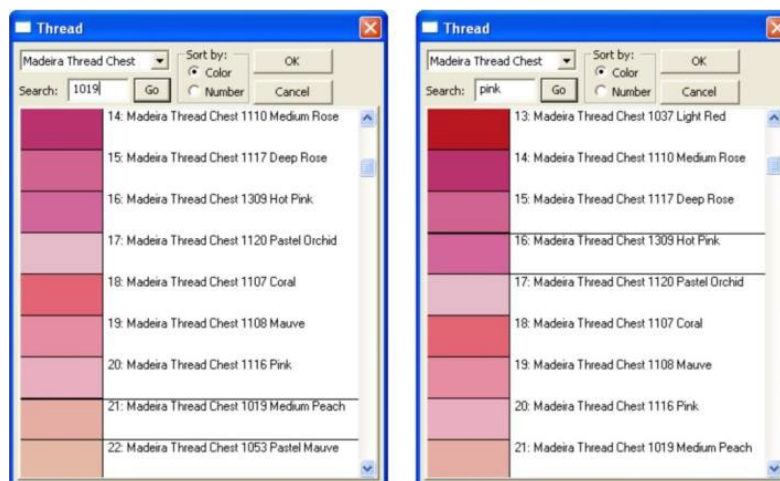 Thread
Madeira Thread Chest
Sort by:
Color
Number
OK
Search: 1019
Go
Cancel
14: Madeira Thread Chest 1110 Medium Rose
15: Madeira Thread Chest 1117 Deep Rose
16: Madeira Thread Chest 1309 Hot Pink
17: Madeira Thread Chest 1120 Pastel Orchid
18: Madeira Thread Chest 1107 Coral
19: Madeira Thread Chest 1108 Mauve
20: Madeira Thread Chest 1116 Pink
21: Madeira Thread Chest 1019 Medium Peach
22: Madeira Thread Chest 1053 Pastel Mauve
Thread
Madeira Thread Chest
Sort by:
Color
Number
OK
Search: pink
Go
Cancel
13: Madeira Thread Chest 1037 Light Red
14: Madeira Thread Chest 1110 Medium Rose
15: Madeira Thread Chest 1117 Deep Rose
16: Madeira Thread Chest 1309 Hot Pink
17: Madeira Thread Chest 1120 Pastel Orchid
18: Madeira Thread Chest 1107 Coral
19: Madeira Thread Chest 1108 Mauve
20: Madeira Thread Chest 1116 Pink
21: Madeira Thread Chest 1019 Medium Peach